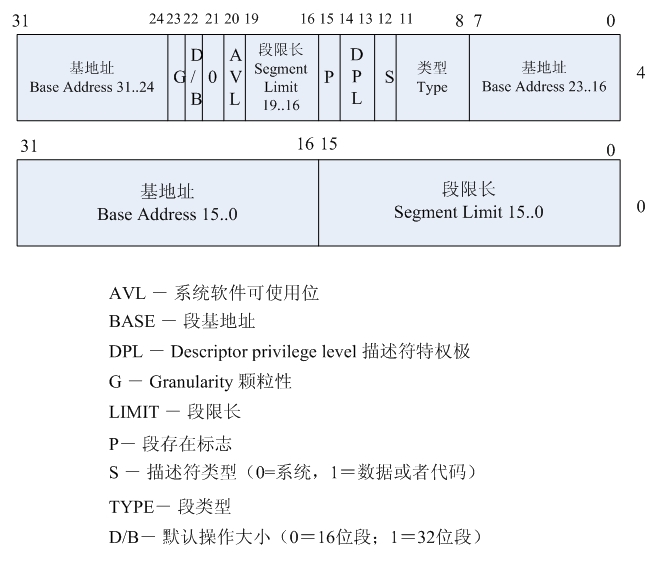 31 24 23 22 21 20 19 16 15 14 13 12 11 8 7 0
基地址
Base Address 31..24
G
D
/
B
0
A
V
L
段限长
Segment
Limit
19..16
P
D
P
L
S
类型
Type
基地址
Base Address 23..16
4
31 16 15 0
基地址
Base Address 15..0
段限长
Segment Limit 15..0
0
AVL － 系统软件可使用位
BASE － 段基地址
DPL － Descriptor privilege level 描述符特权极
G － Granularity 颗粒性
LIMIT － 段限长
P－ 段存在标志
S － 描述符类型（0=系统，1＝数据或者代码）
TYPE－ 段类型
D/B－ 默认操作大小（0＝16位段；1＝32位段）